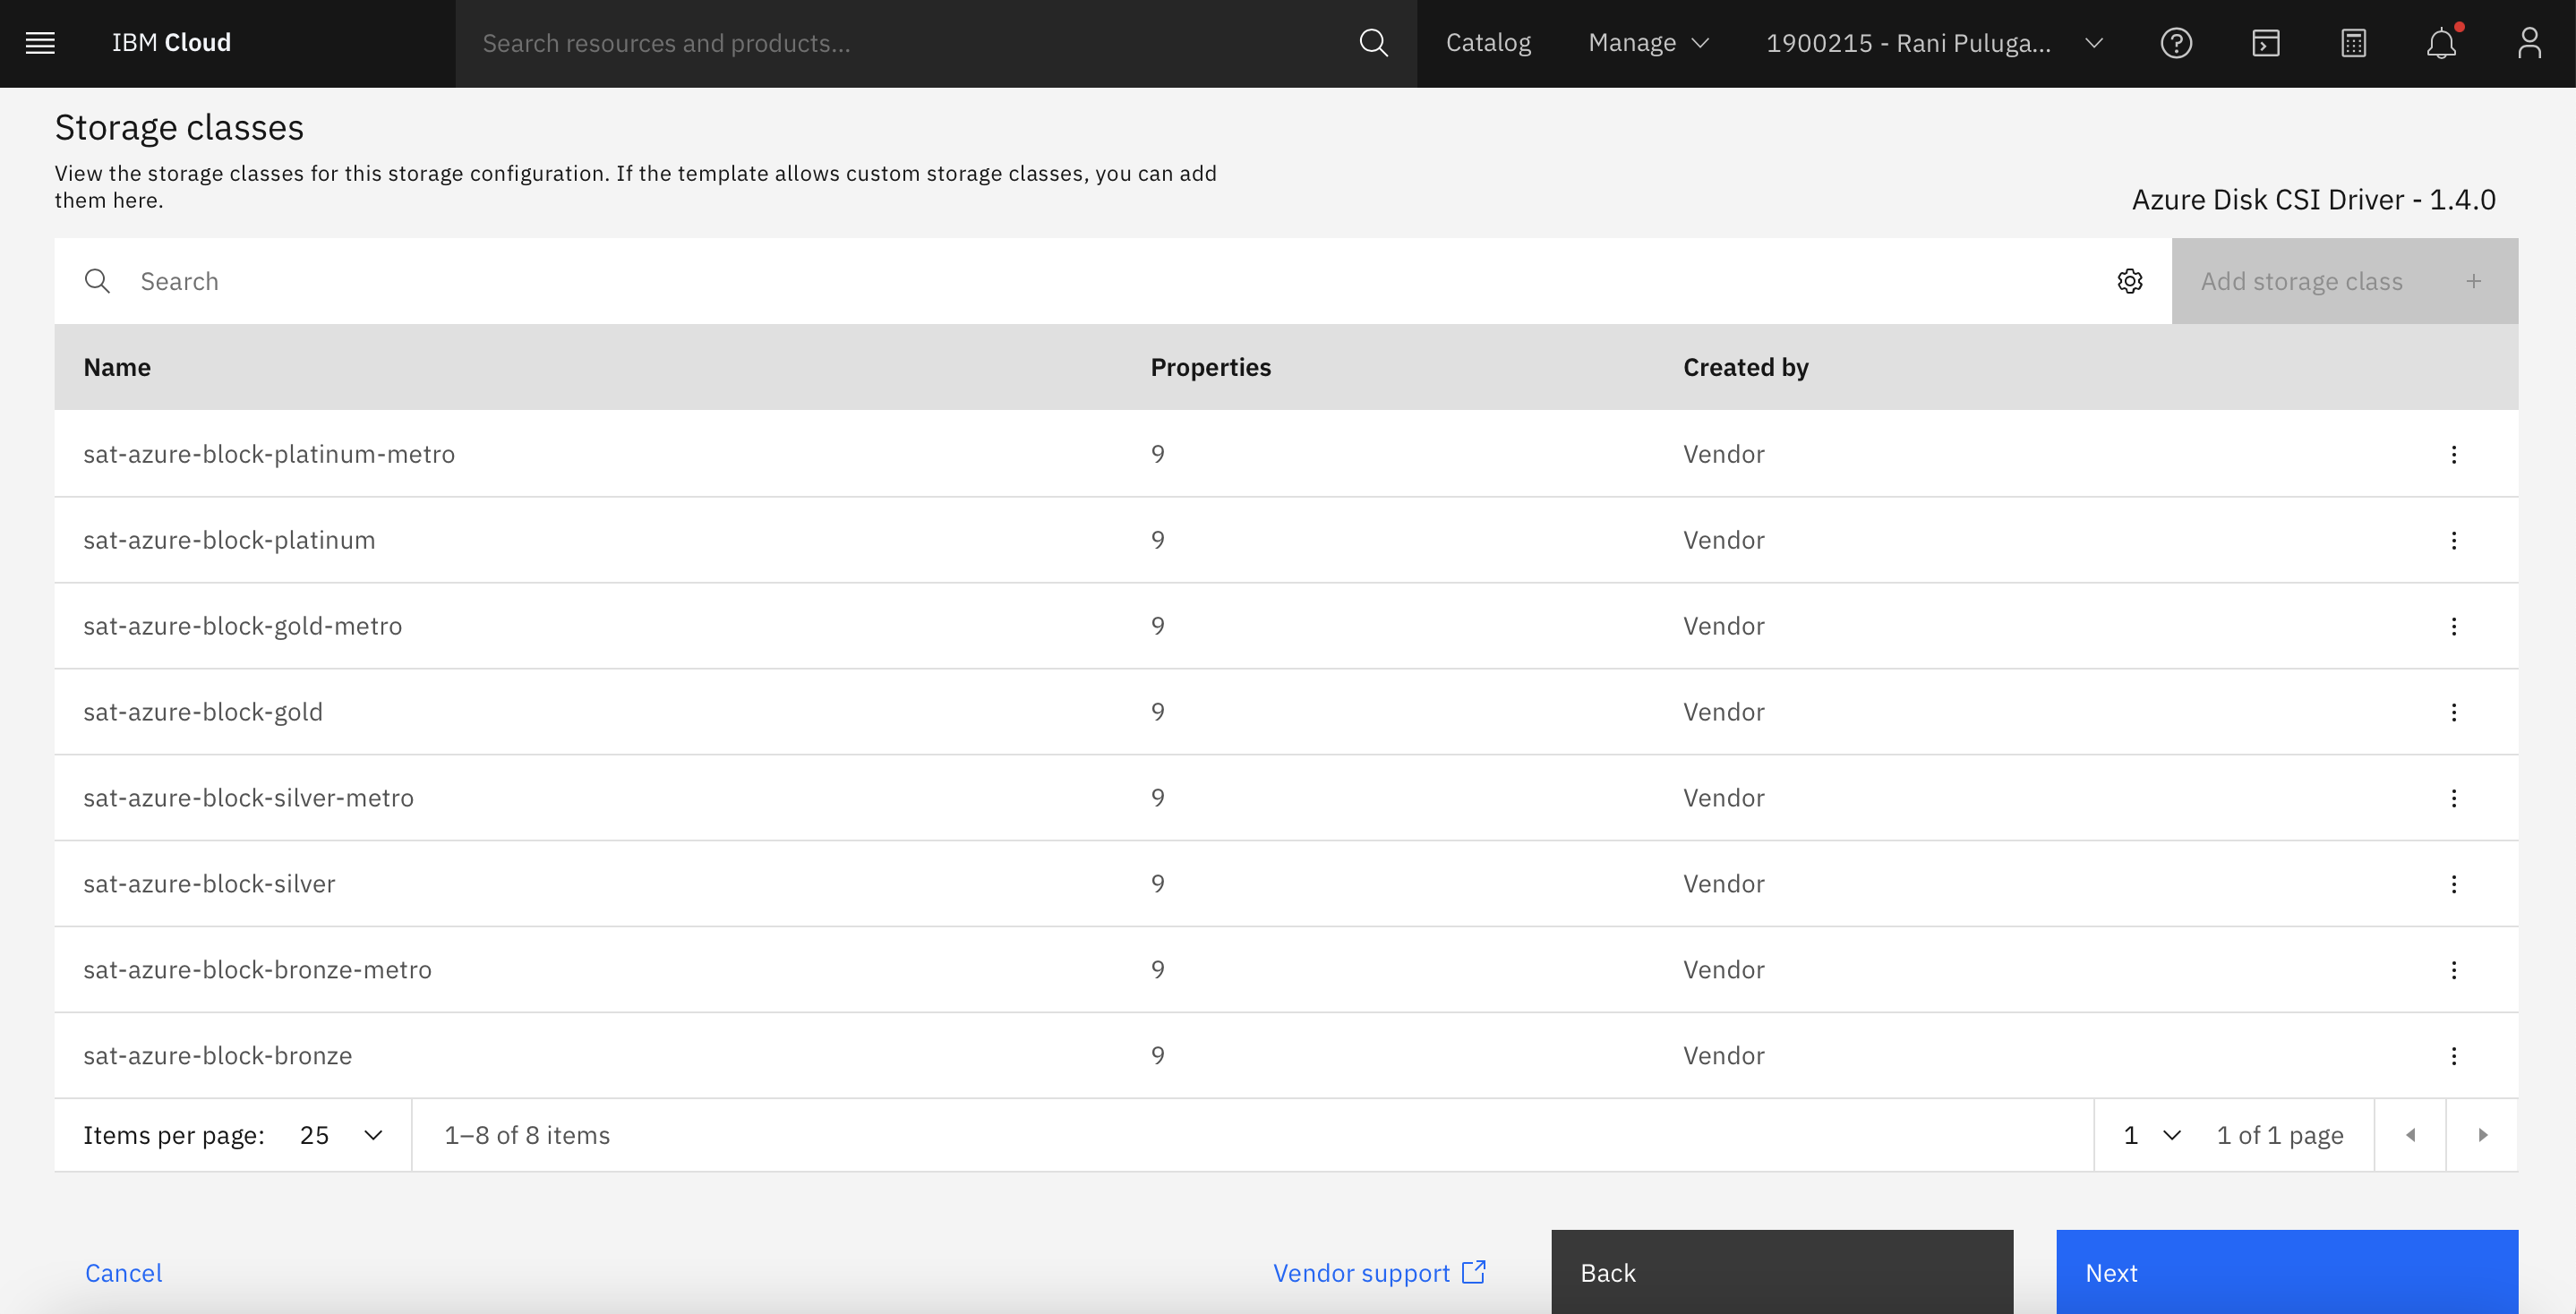 IBM Cloud
Search resources and products...
Catalog
Manage
1900215 - Rani Puluga...
Storage classes
View the storage classes for this storage configuration. If the template allows custom storage classes, you can add
them here.
Azure Disk CSI Driver - 1.4.0
Search
Add storage class +
Name Properties Created by
sat-azure-block-platinum-metro 9 Vendor
sat-azure-block-platinum 9 Vendor
sat-azure-block-gold-metro 9 Vendor
sat-azure-block-gold 9 Vendor
sat-azure-block-silver-metro 9 Vendor
sat-azure-block-silver 9 Vendor
sat-azure-block-bronze-metro 9 Vendor
sat-azure-block-bronze 9 Vendor
Items per page: 25 1–8 of 8 items 1 1 of 1 page
Cancel Vendor support Back Next